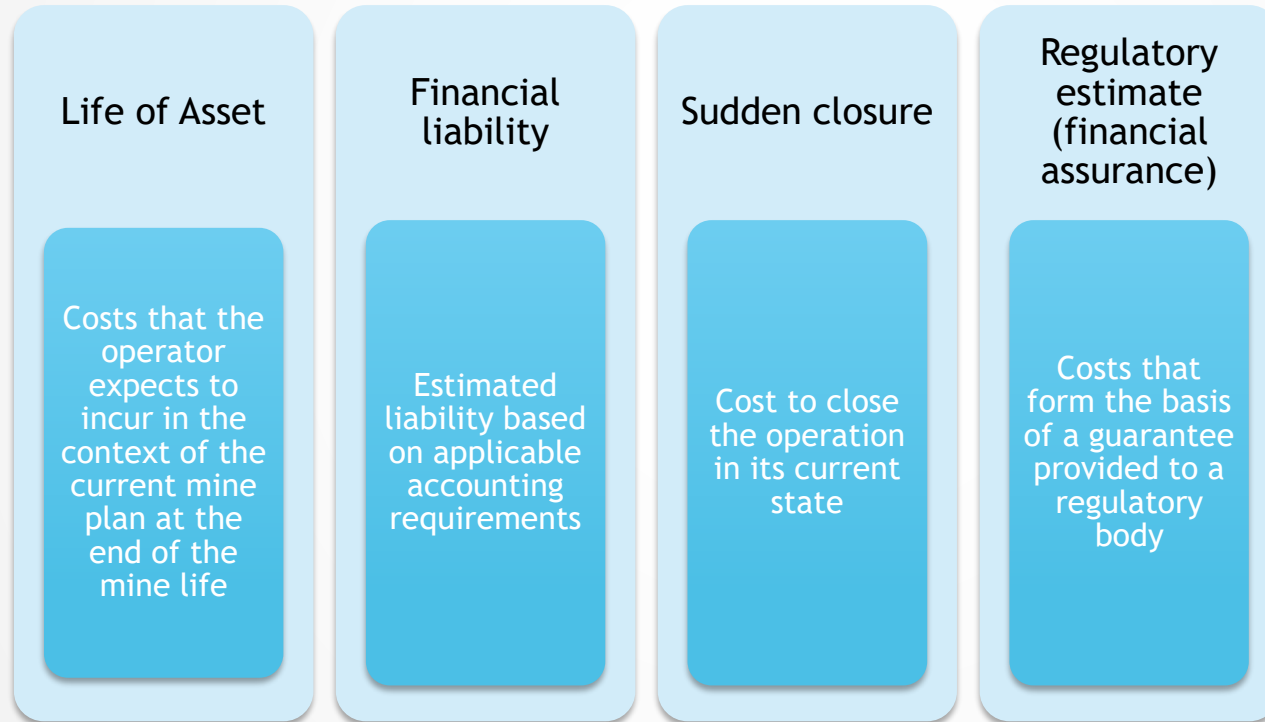 Life of Asset
Costs that the
operator
expects to
incur in the
context of the
current mine
plan at the
end of the
mine life
Financial
liability
Estimated
liability based
on applicable
accounting
requirements
Sudden closure
Cost to close
the operation
in its current
state
Regulatory
estimate
(financial
assurance)
Costs that
form the basis
of a guarantee
provided to a
regulatory
body